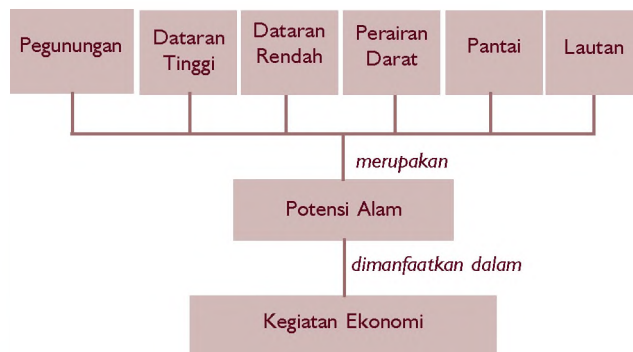 Pegunungan
Dataran
Tinggi
Dataran
Rendah
Perairan
Darat
Pantai
Lautan
merupakan
Potensi Alam
dimanfaatkan dalam
Kegiatan Ekonomi